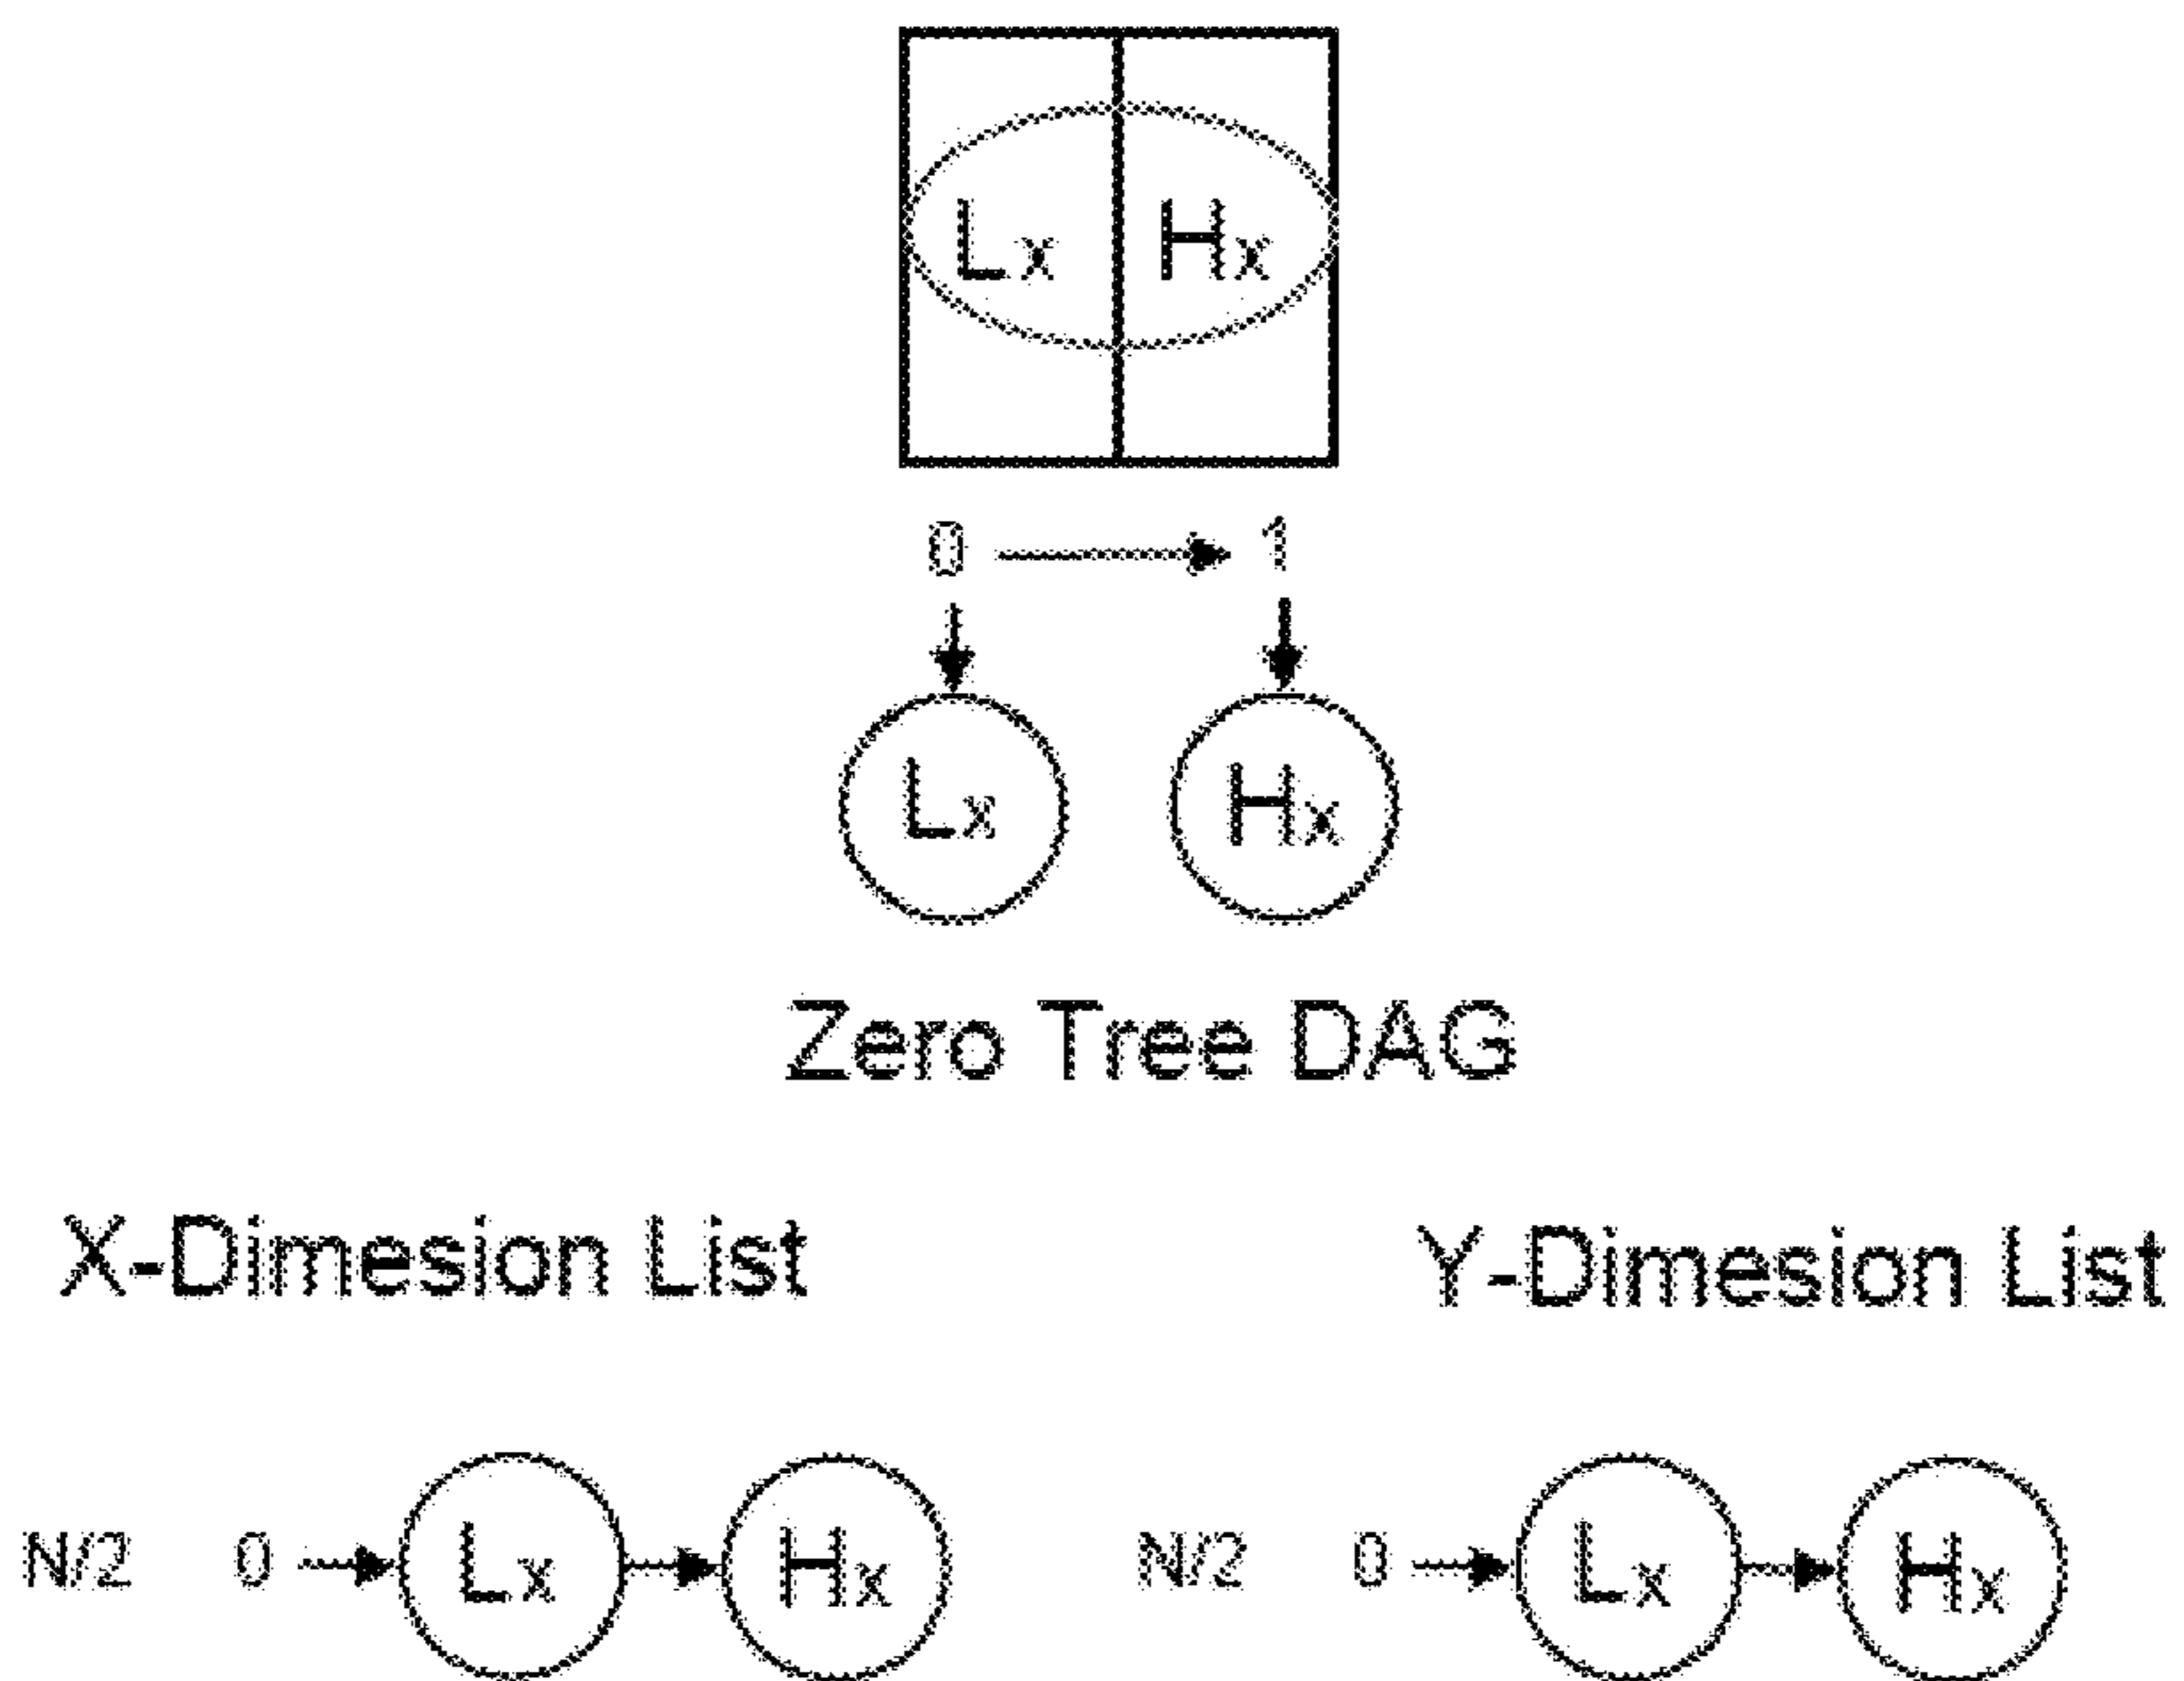 Lx Hx
0 1
Lx Hx
Zero Tree DAG
X-Dimesion List Y-Dimesion List
N/2 0 Lx Hx N/2 0 Lx Hx